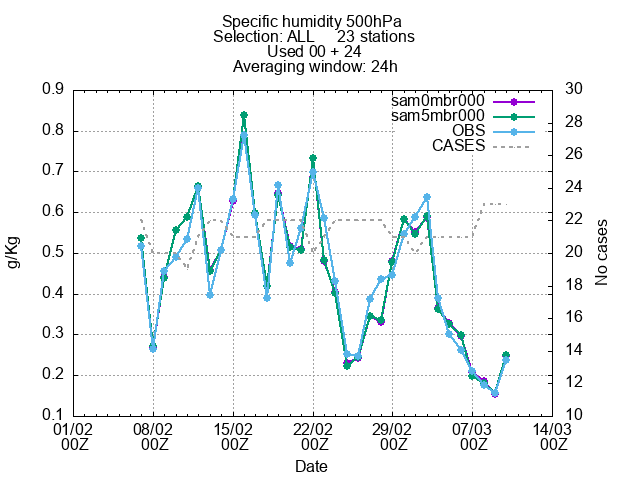 Specific humidity 500hPa
Selection: ALL 23 stations
Used 00 + 24
Averaging window: 24h
sam0mbr000
sam5mbr000
OBS
CASES
0.9
0.8
0.7
0.6
0.5
0.4
0.3
0.2
0.1
g/Kg
30
28
26
24
22
20
18
16
14
12
10
No cases
01/02 08/02 15/02 22/02 29/02 07/03 14/03
00Z 00Z 00Z 00Z 00Z 00Z 00Z
Date